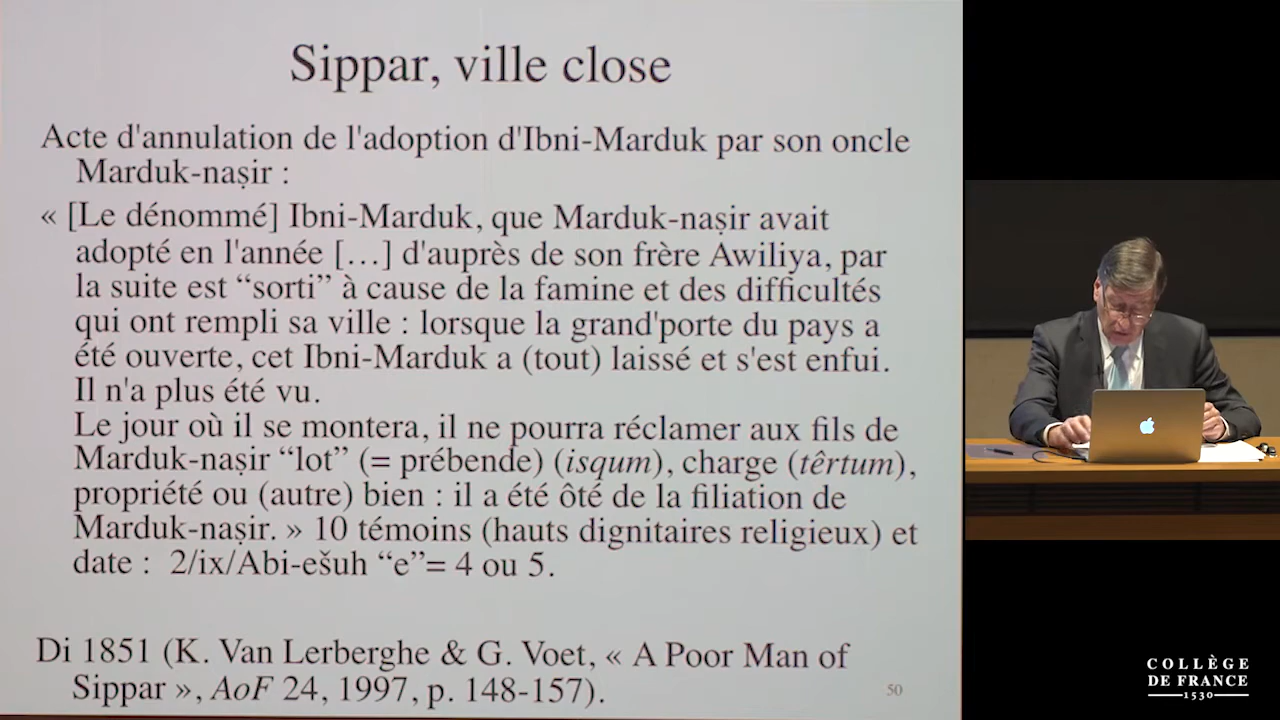 Sippar, ville close
Acte d'annulation de l'adoption d'Ibni-Marduk par son oncle
Marduk-naṣir :
« [Le dénommé] Ibni-Marduk, que Marduk-naṣir avait
adopté en l'année […] d'auprès de son frère Awiliya, par
la suite est “sorti” à cause de la famine et des difficultés
qui ont rempli sa ville : lorsque la grand'porte du pays a
été ouverte, cet Ibni-Marduk a (tout) laissé et s'est enfui.
Il n'a plus été vu.
Le jour où il se montera, il ne pourra réclamer aux fils de
Marduk-naṣir “lot” (= prébende) (isqum), charge (têrtum),
propriété ou (autre) bien : il a été ôté de la filiation de
Marduk-naṣir. » 10 témoins (hauts dignitaires religieux) et
date : 2/ix/Abi-ešuh “e”= 4 ou 5.
Di 1851 (K. Van Lerberghe & G. Voet, « A Poor Man of
Sippar », AoF 24, 1997, p. 148-157).
50
COLLÈGE
DE FRANCE
1530